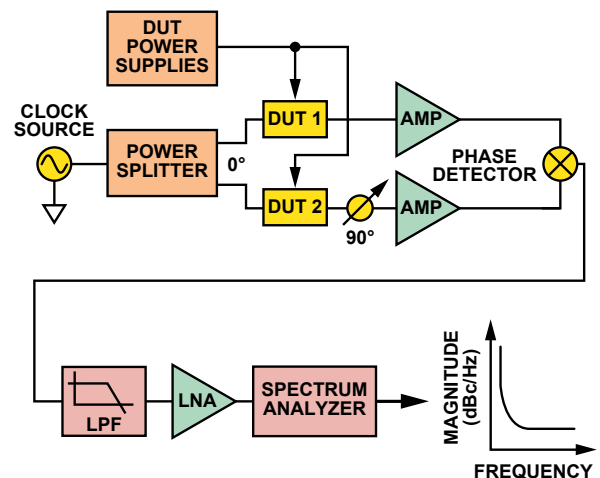 DUT
POWER
SUPPLIES
CLOCK
SOURCE
POWER
SPLITTER
0°
DUT 1
DUT 2
90°
AMP
AMP
PHASE
DETECTOR
LPF
LNA
SPECTRUM
ANALYZER
MAGNITUDE
(dBc/Hz)
FREQUENCY